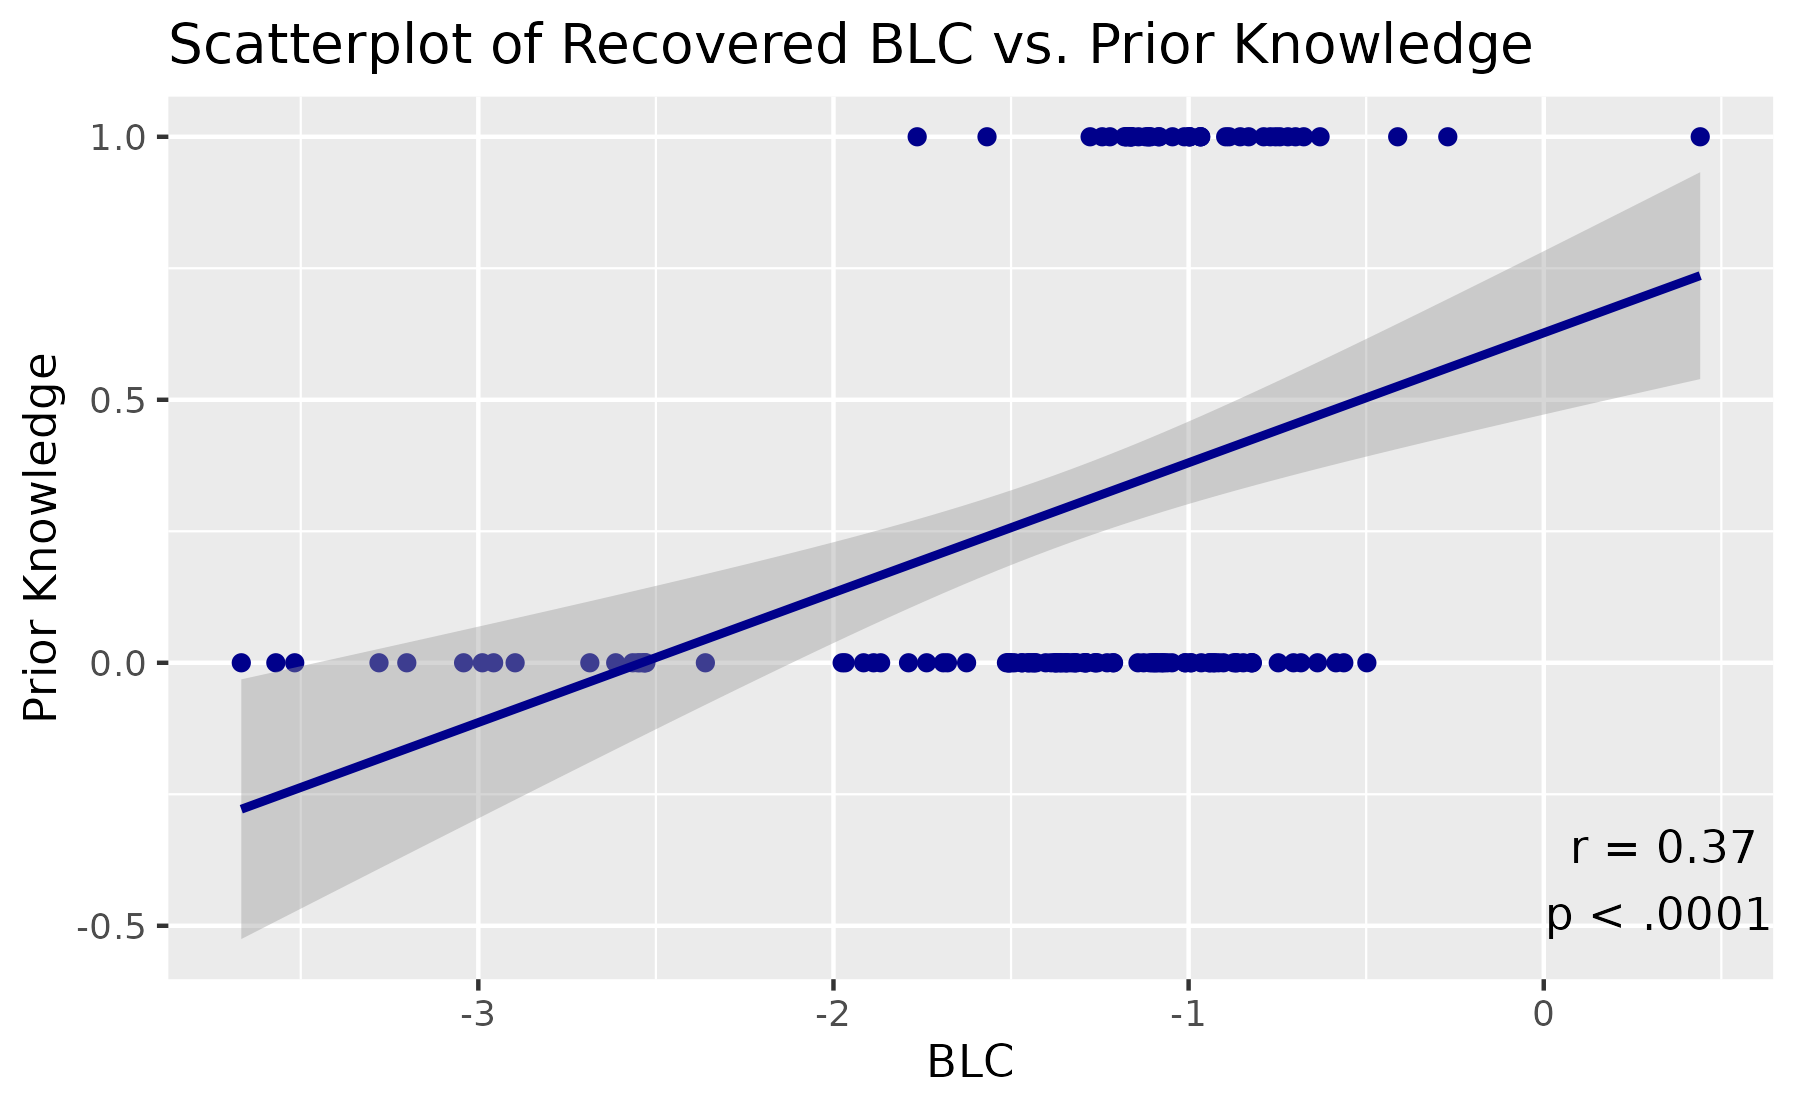 Scatterplot of Recovered BLC vs. Prior Knowledge
Prior Knowledge
1.0
0.5
0.0
-0.5
r = 0.37
p < .0001
-3
-2
-1
0
BLC